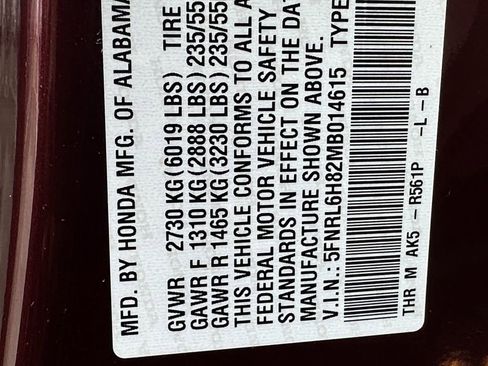 MFD. BY HONDA MFG. OF ALABAMA
GVWR 2730 KG(6019 LBS) TIRE
GAWR F 1310 KG(2888 LBS) 235/55
GAWR R 1465 KG(3230 LBS) 235/55
THIS VEHICLE CONFORMS TO ALL A
FEDERAL MOTOR VEHICLE SAFETY
STANDARDS IN EFFECT ON THE DAT
MANUFACTURE SHOWN ABOVE.
V.I.N.: 5FNRL6H82MB014615 TYPE
THR M AK5 - R561P -L-B